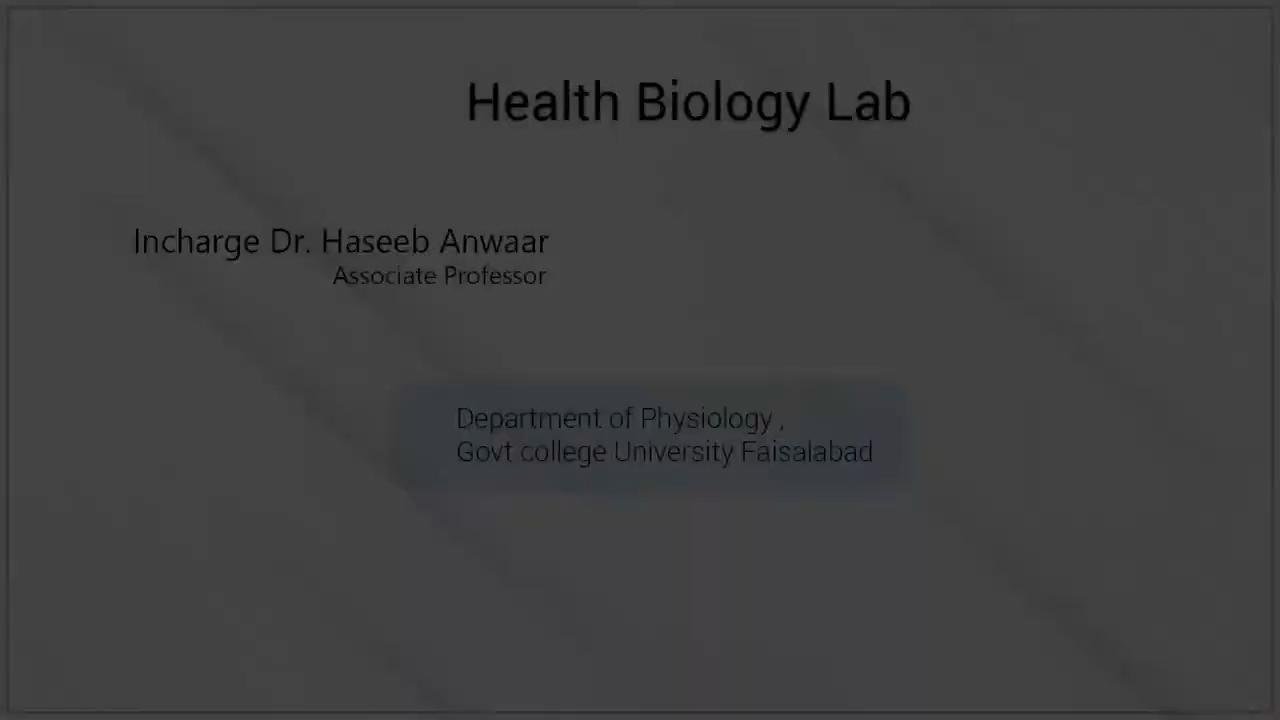 Health Biology Lab
Incharge Dr. Haseeb Anwaar
Associate Professor
Department of Physiology ,
Govt college University Faisalabad